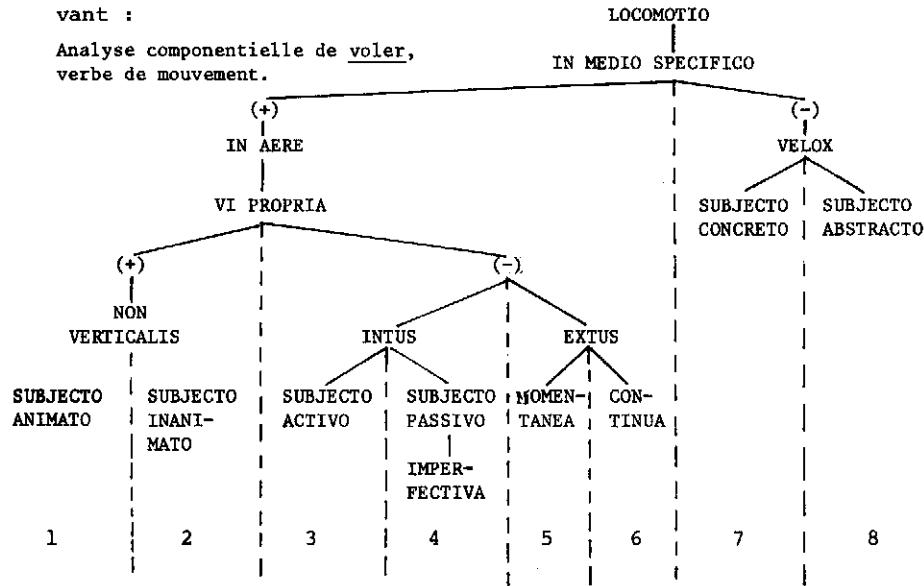 vant :
LOCOMOTIO
Analyse componentielle de voler,
verbe de mouvement.
IN MEDIO SPECIFICO
(+) (-)
IN AERE VELOX
VI PROPRIA
SUBJECTO SUBJECTO
CONCRETO ABSTRACTO
(+) (-)
NON
VERTICALIS INTUS EXTUS
SUBJECTO SUBJECTO SUBJECTO SUBJECTO MOMEN- CON-
ANIMATO INANI- ACTIVO PASSIVO TANEA TINUA
MATO
IMPER-
FECTIVA
1 2 3 4 5 6 7 8